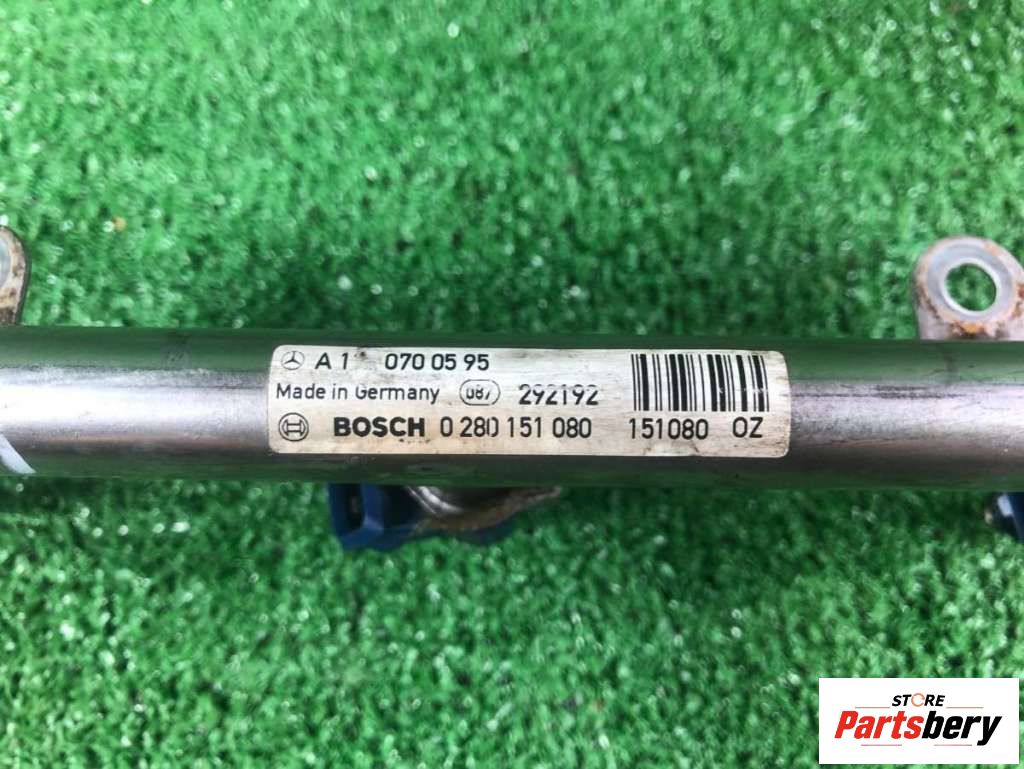 A 1 070 05 95
Made in Germany 087 292192
BOSCH 0 280 151 080 151080 OZ
STORE
Partsbery